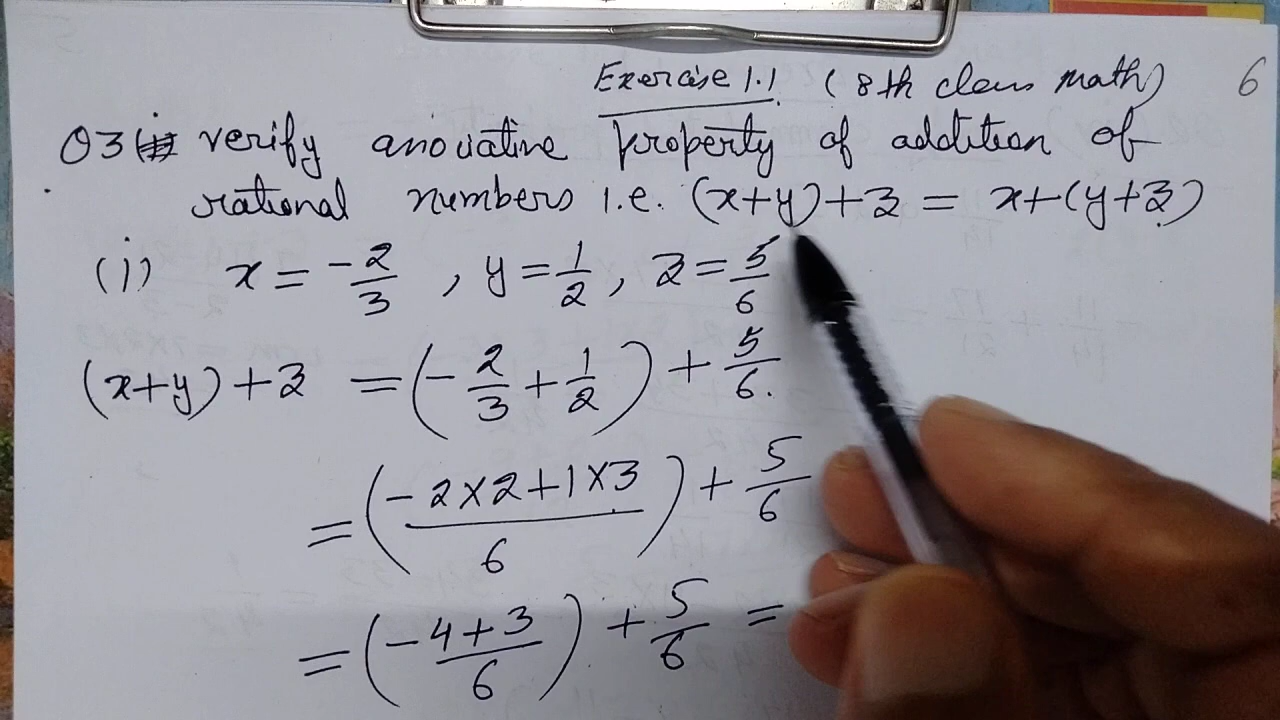 Exercise 1.1 (8th class math) 6
Q3 verify associative property of addition of
rational numbers i.e. (x+y)+z = x+(y+z)
(i) x = -2/3 , y = 1/2 , z = 5/6
(x+y)+z = (-2/3 + 1/2) + 5/6.
= (-2×2+1×3/6) + 5/6
= (-4+3/6) + 5/6 =